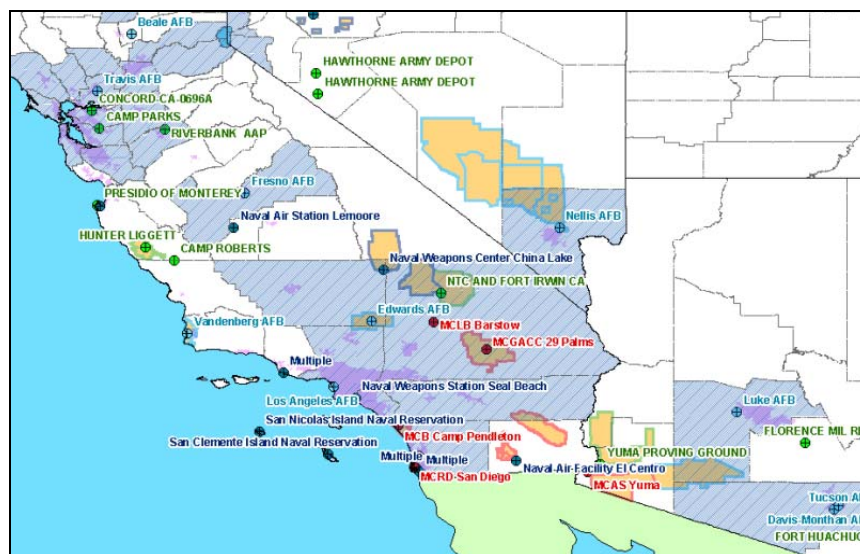 Beale AFB
HAWTHORNE ARMY DEPOT
HAWTHORNE ARMY DEPOT
Travis AFB
CONCORD CA-0696A
CAMP PARKS
RIVERBANK AAP
Fresno AFB
PRESIDIO OF MONTEREY
Naval Air Station Lemoore
Nellis AFB
HUNTER LIGGETT
CAMP ROBERTS
Naval Weapons Center China Lake
NTC AND FORT IRWIN CA
Vandenberg AFB
Edwards AFB
MCLB Barstow
MCGACC 29 Palms
Multiple
Naval Weapons Station Seal Beach
Los Angeles AFB
Luke AFB
San Nicolas Island Naval Reservation
MCB Camp Pendleton
San Clemente Island Naval Reservation
FLORENCE MIL RE
YUMA PROVING GROUND
Multiple
Multiple
Naval Air Facility El Centro
MCRD-San Diego
MCAS Yuma
Tucson A
Davis-Monthan A
FORT HUACHUC